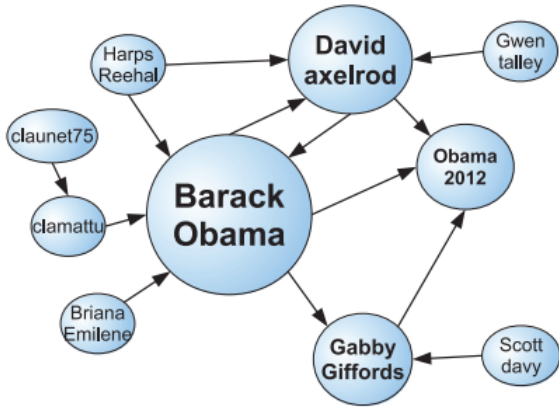 Harps
Reehal
David
axelrod
Gwen
talley
claunet75
Obama
2012
clamattu
Barack
Obama
Briana
Emilene
Gabby
Giffords
Scott
davy